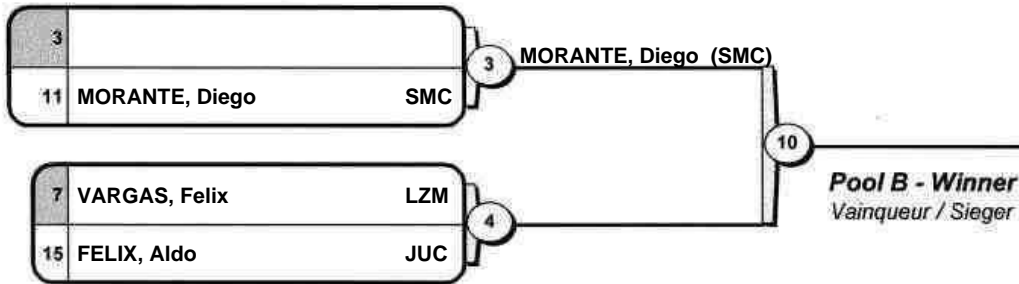 3
11 MORANTE, Diego SMC
3
MORANTE, Diego (SMC)
7 VARGAS, Felix LZM
15 FELIX, Aldo JUC
4
10
Pool B - Winner
Vainqueur / Sieger